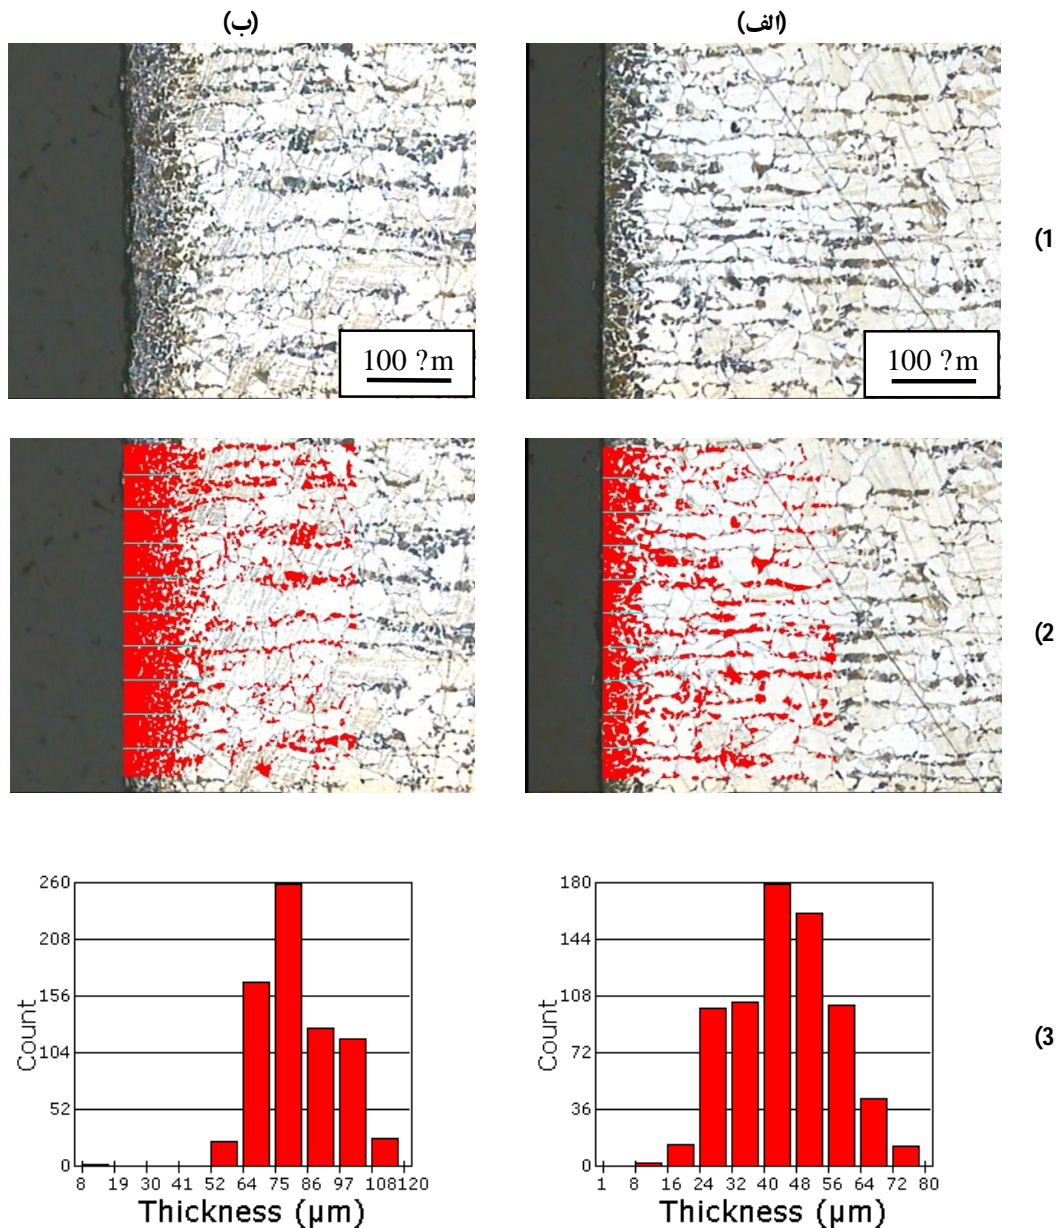 (الف) (ب)
(1
100 ?m 100 ?m
(2
(3
260
208
156
104
52
0
Count
8 19 30 41 52 64 75 86 97 108 120
Thickness (µm)
180
144
108
72
36
0
Count
1 8 16 24 32 40 48 56 64 72 80
Thickness (µm)